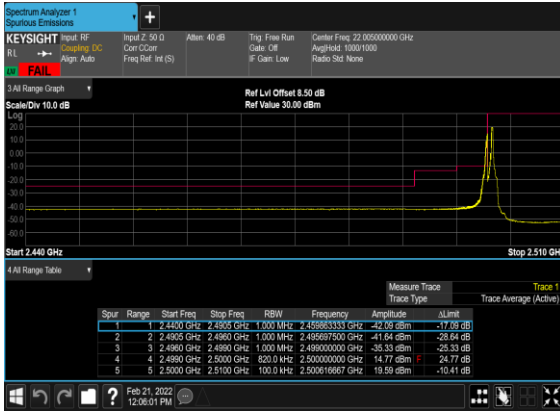 Spectrum Analyzer 1
Spurious Emissions
+
KEYSIGHT Input: RF Input Z: 50 Ω Atten: 40 dB Trig: Free Run Center Freq: 22.005000000 GHz
RL Coupling: DC Corr CCorr Gate: Off Avg|Hold: 1000/1000
Align: Auto Freq Ref: Int (S) IF Gain: Low Radio Std: None
FAIL
3 All Range Graph
Ref Lvl Offset 8.50 dB
Scale/Div 10.0 dB Ref Value 30.00 dBm
Log
20.0
10.0
0.00
-10.0
-20.0
-30.0
-40.0
-50.0
-60.0
Start 2.440 GHz Stop 2.510 GH
4 All Range Table
Measure Trace Trace 1
Trace Type Trace Average (Active)
Spur Range Start Freq Stop Freq RBW Frequency Amplitude ΔLimit
1 1 2.4400 GHz 2.4905 GHz 1.000 MHz 2.459863333 GHz -42.09 dBm -17.09 dB
2 2 2.4905 GHz 2.4960 GHz 1.000 MHz 2.495697500 GHz -41.64 dBm -28.64 dB
3 3 2.4960 GHz 2.4990 GHz 1.000 MHz 2.499000000 GHz -35.33 dBm -25.33 dB
4 4 2.4990 GHz 2.5000 GHz 820.0 kHz 2.500000000 GHz 14.77 dBm F 24.77 dB
5 5 2.5000 GHz 2.5100 GHz 100.0 kHz 2.500616667 GHz 19.59 dBm -10.41 dB
? Feb 21, 2022
12:06:01 PM